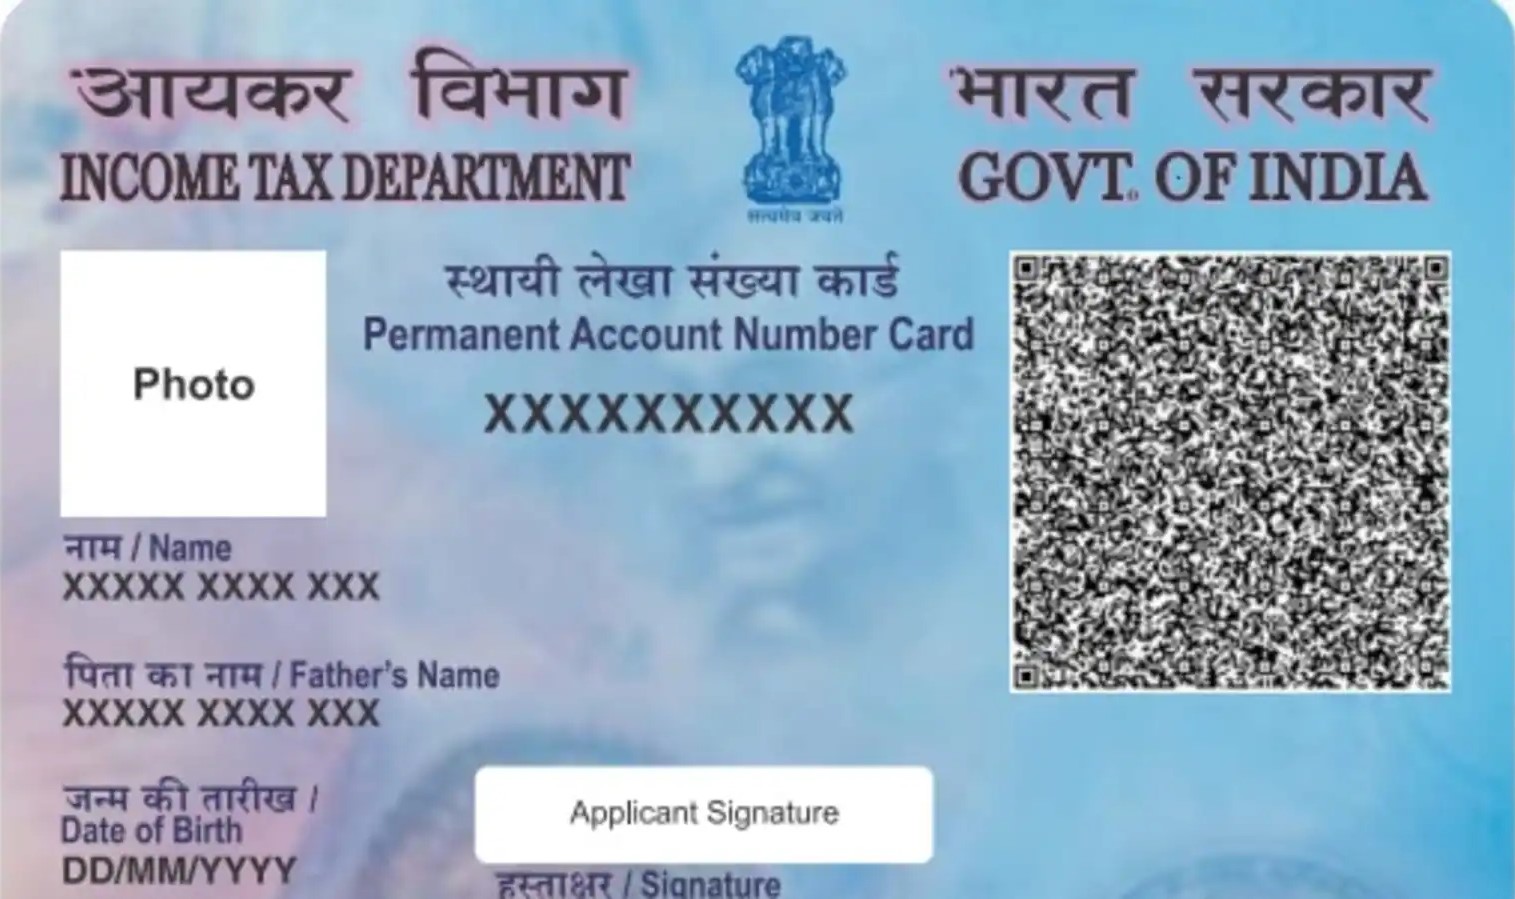 आयकर विभाग
INCOME TAX DEPARTMENT
सत्यमेव जयते
भारत सरकार
GOVT. OF INDIA
स्थायी लेखा संख्या कार्ड
Permanent Account Number Card
XXXXXXXXXX
Photo
नाम / Name
XXXXX XXXX XXX
पिता का नाम / Father's Name
XXXXX XXXX XXX
जन्म की तारीख /
Date of Birth
DD/MM/YYYY
Applicant Signature
हस्ताक्षर / Signature